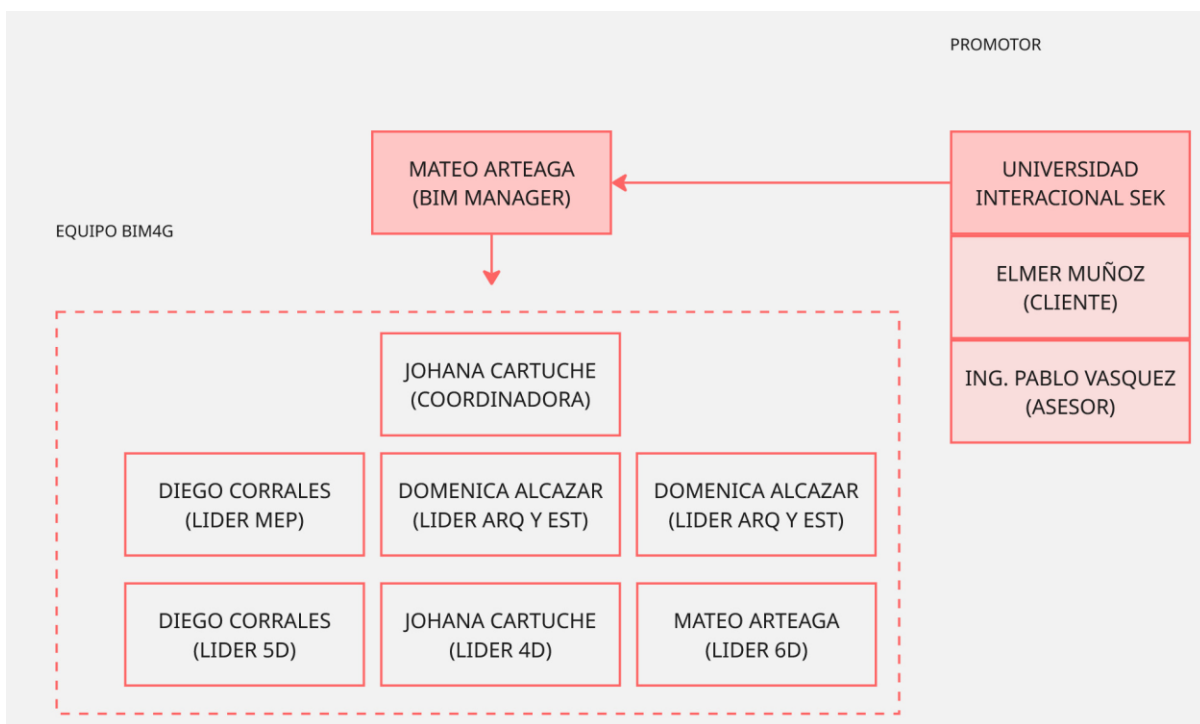 PROMOTOR
MATEO ARTEAGA
(BIM MANAGER)
UNIVERSIDAD
INTERACIONAL SEK
EQUIPO BIM4G
ELMER MUÑOZ
(CLIENTE)
ING. PABLO VASQUEZ
(ASESOR)
JOHANA CARTUCHE
(COORDINADORA)
DIEGO CORRALES
(LIDER MEP)
DOMENICA ALCAZAR
(LIDER ARQ Y EST)
DOMENICA ALCAZAR
(LIDER ARQ Y EST)
DIEGO CORRALES
(LIDER 5D)
JOHANA CARTUCHE
(LIDER 4D)
MATEO ARTEAGA
(LIDER 6D)